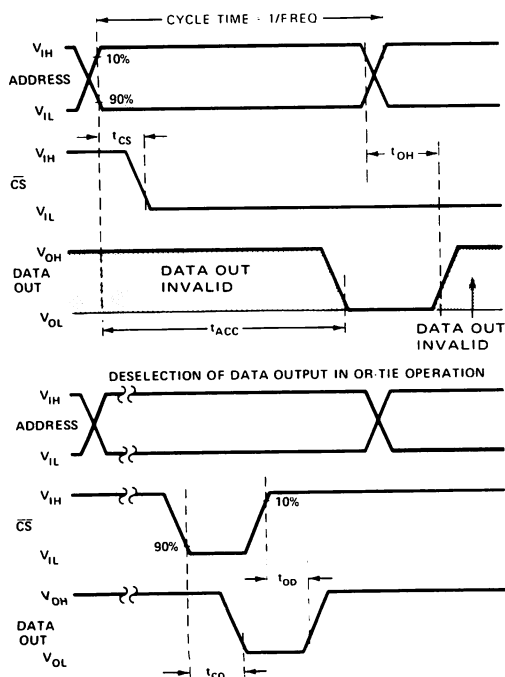 CYCLE TIME - 1/FREQ
VIH
10%
ADDRESS
90%
VIL
tCS
VIH
tOH
CS
VIL
VOH
DATA OUT
DATA OUT INVALID
VOL
tACC
DATA OUT INVALID
DESELECTION OF DATA OUTPUT IN OR-TIE OPERATION
VIH
ADDRESS
VIL
VIH
10%
CS
90%
VIL
tOD
VOH
DATA OUT
VOL
tCO